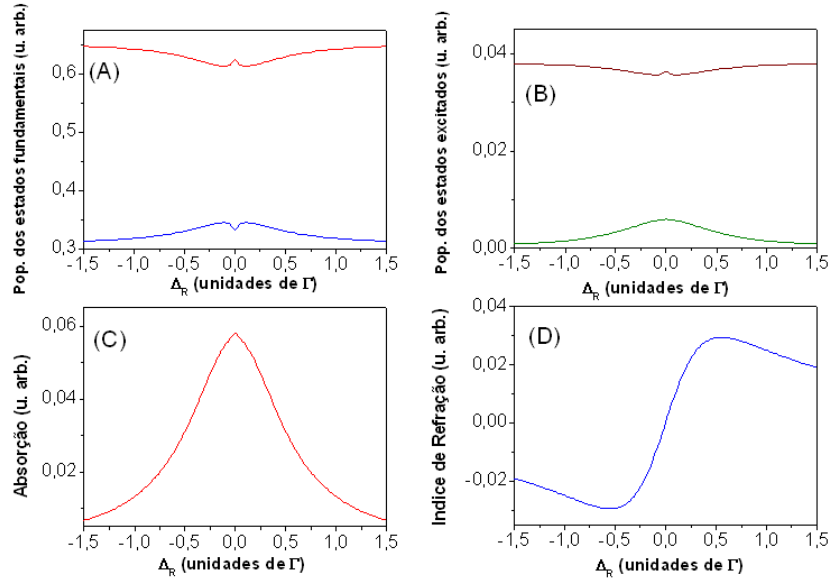 (A)
Pop. dos estados fundamentais (u. arb.)
0,6
0,5
0,4
0,3
-1,5 -1,0 -0,5 0,0 0,5 1,0 1,5
Δ_R (unidades de Γ)
(B)
Pop. dos estados excitados (u. arb.)
0,04
0,02
0,00
-1,5 -1,0 -0,5 0,0 0,5 1,0 1,5
Δ_R (unidades de Γ)
(C)
Absorção (u. arb.)
0,06
0,04
0,02
-1,5 -1,0 -0,5 0,0 0,5 1,0 1,5
Δ_R (unidades de Γ)
(D)
Indice de Refração (u. arb.)
0,04
0,02
0,00
-0,02
-1,5 -1,0 -0,5 0,0 0,5 1,0 1,5
Δ_R (unidades de Γ)